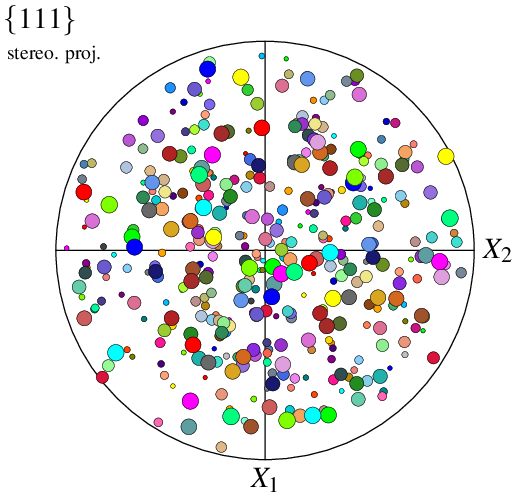 {111}
stereo. proj.
X₂
X₁